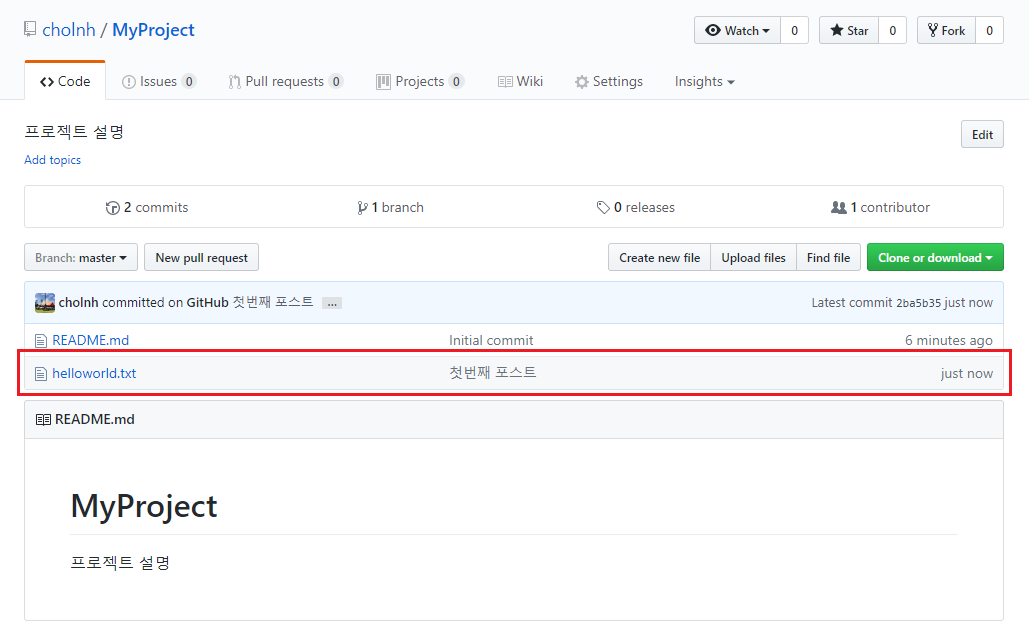 cholnh / MyProject
Watch 0 Star 0 Fork 0
Code Issues 0 Pull requests 0 Projects 0 Wiki Settings Insights
프로젝트 설명 Edit
Add topics
2 commits 1 branch 0 releases 1 contributor
Branch: master New pull request Create new file Upload files Find file Clone or download
cholnh committed on GitHub 첫번째 포스트 ... Latest commit 2ba5b35 just now
README.md Initial commit 6 minutes ago
helloworld.txt 첫번째 포스트 just now
README.md
MyProject
프로젝트 설명